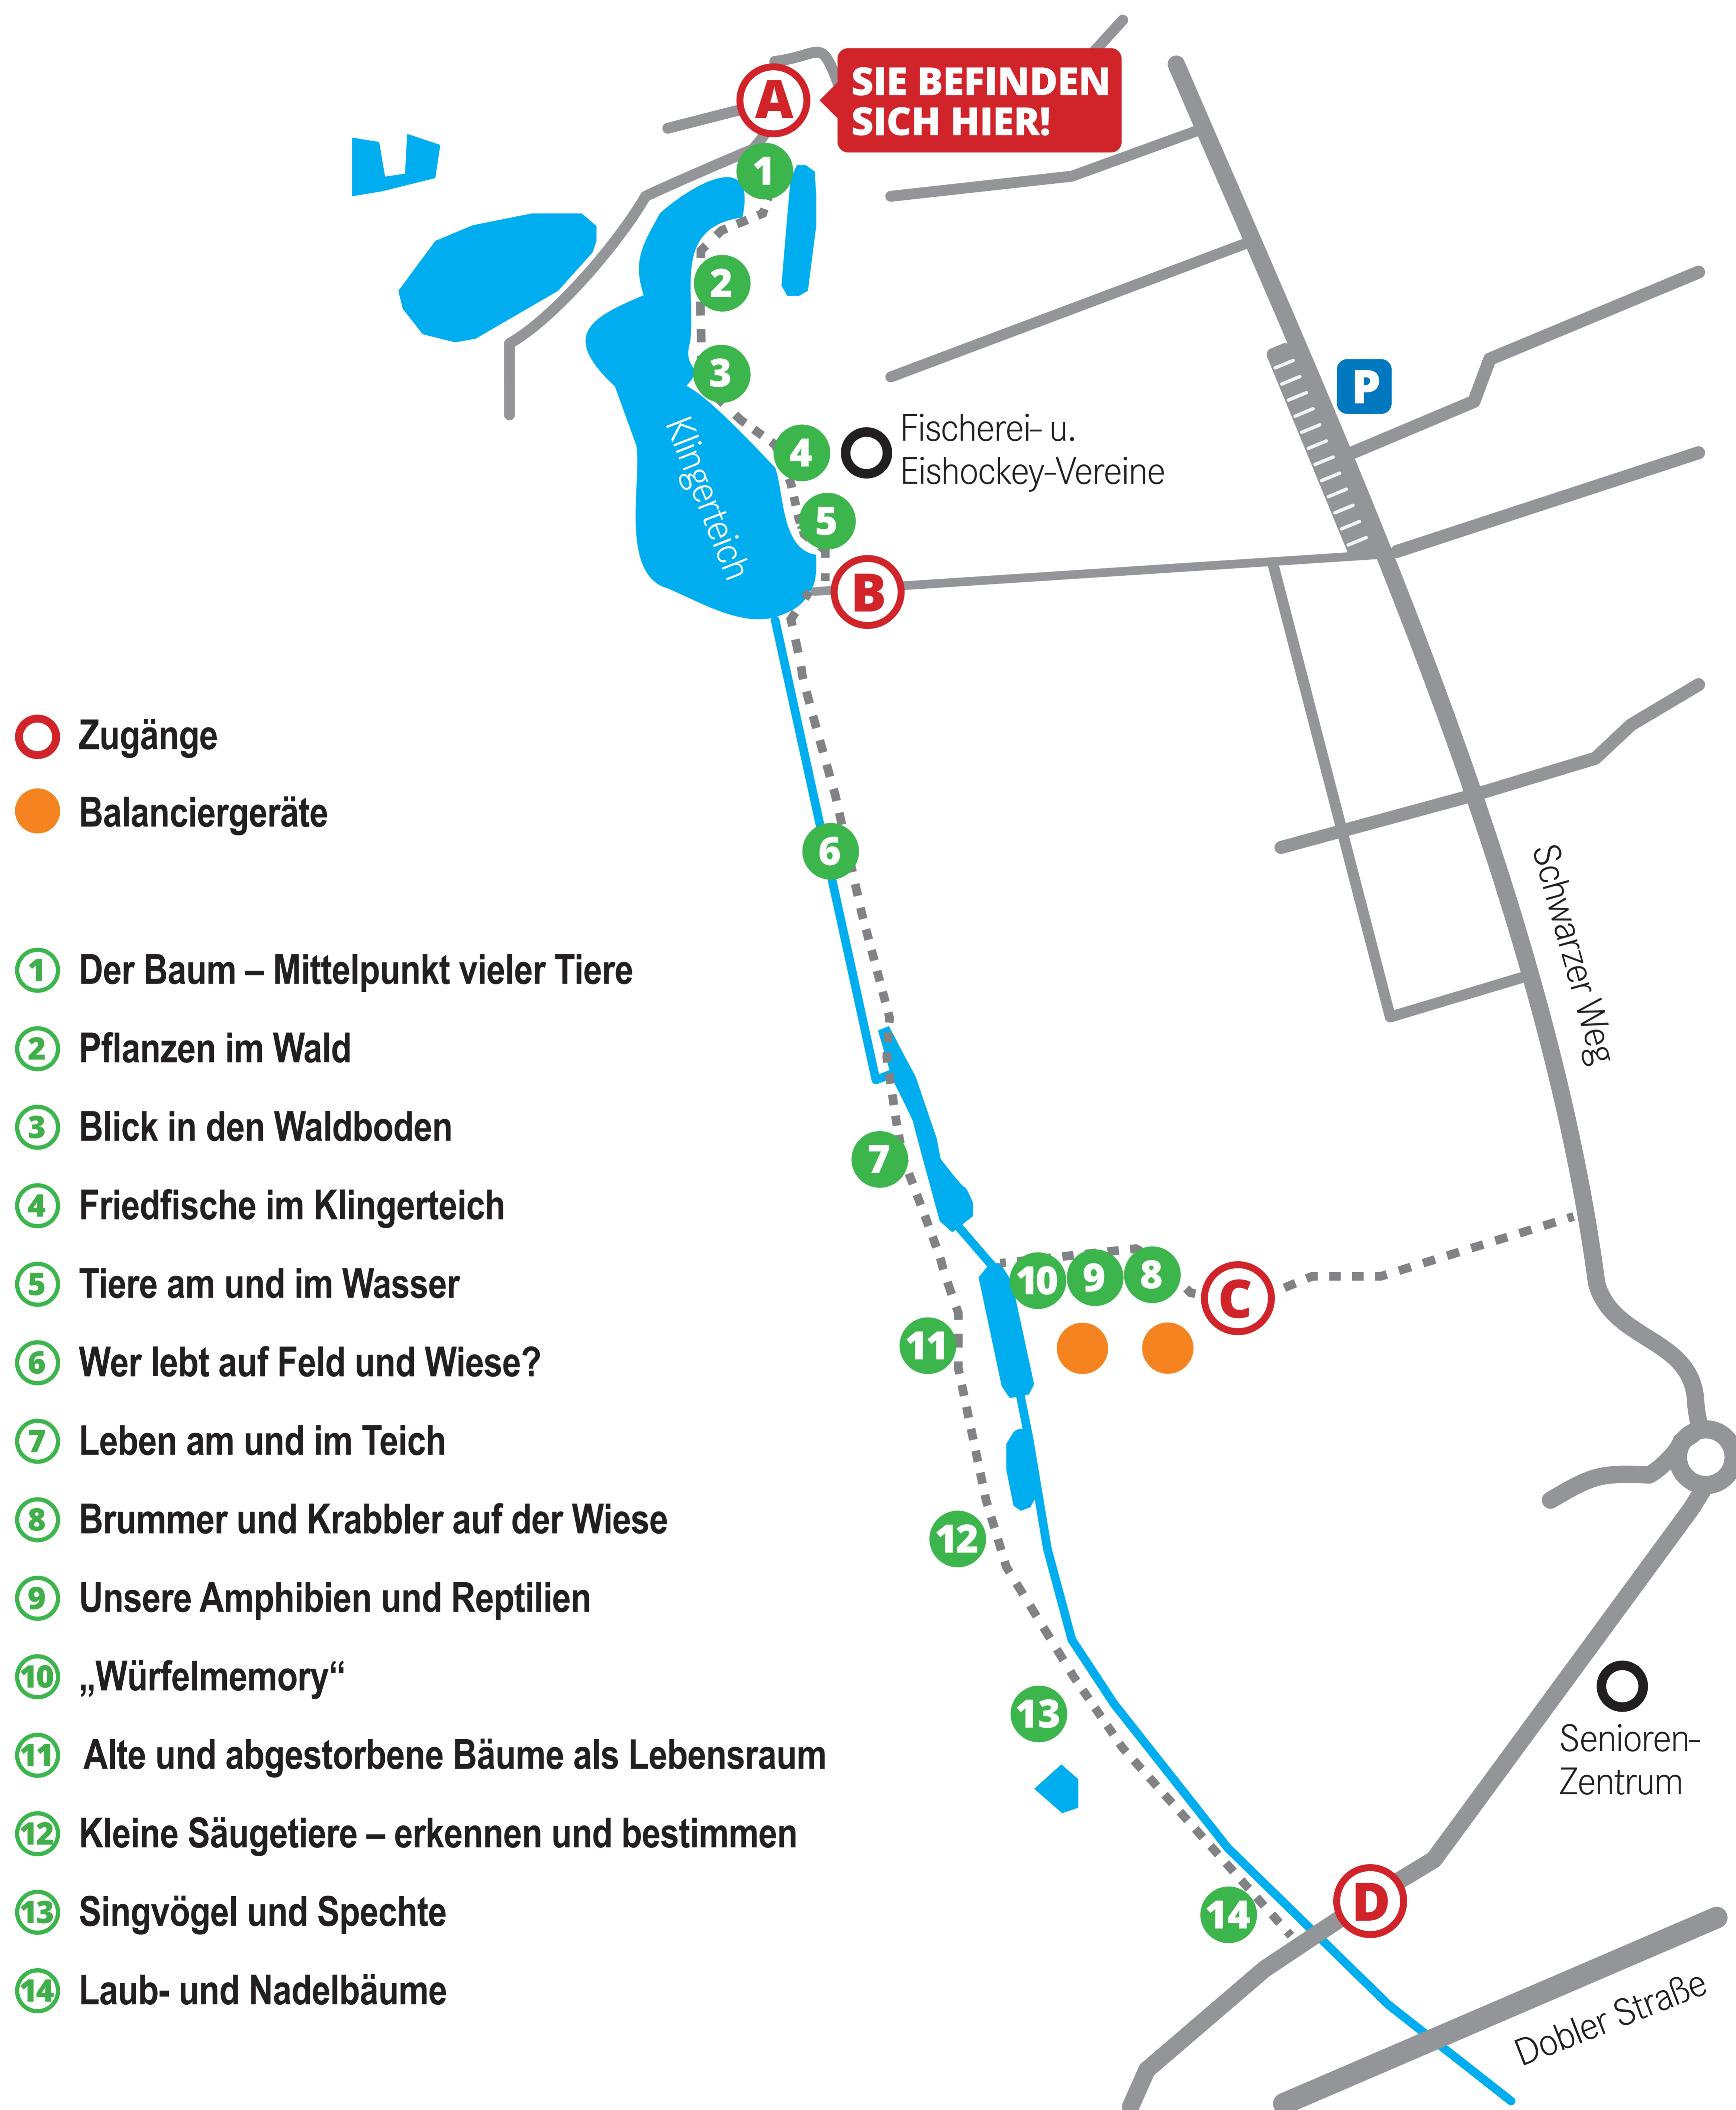 A
SIE BEFINDEN
SICH HIER!
1
2
3
P
Klingerteich
4
Fischerei- u.
Eishockey-Vereine
5
B
Zugänge
Balanciergeräte
6
Schwarzer Weg
1 Der Baum – Mittelpunkt vieler Tiere
2 Pflanzen im Wald
3 Blick in den Waldboden
4 Friedfische im Klingerteich
5 Tiere am und im Wasser
6 Wer lebt auf Feld und Wiese?
7 Leben am und im Teich
8 Brummer und Krabbler auf der Wiese
9 Unsere Amphibien und Reptilien
10 „Würfelmemory“
11 Alte und abgestorbene Bäume als Lebensraum
12 Kleine Säugetiere – erkennen und bestimmen
13 Singvögel und Spechte
14 Laub- und Nadelbäume
7
10 9 8
C
11
12
13
Senioren-
Zentrum
14
D
Dobler Straße